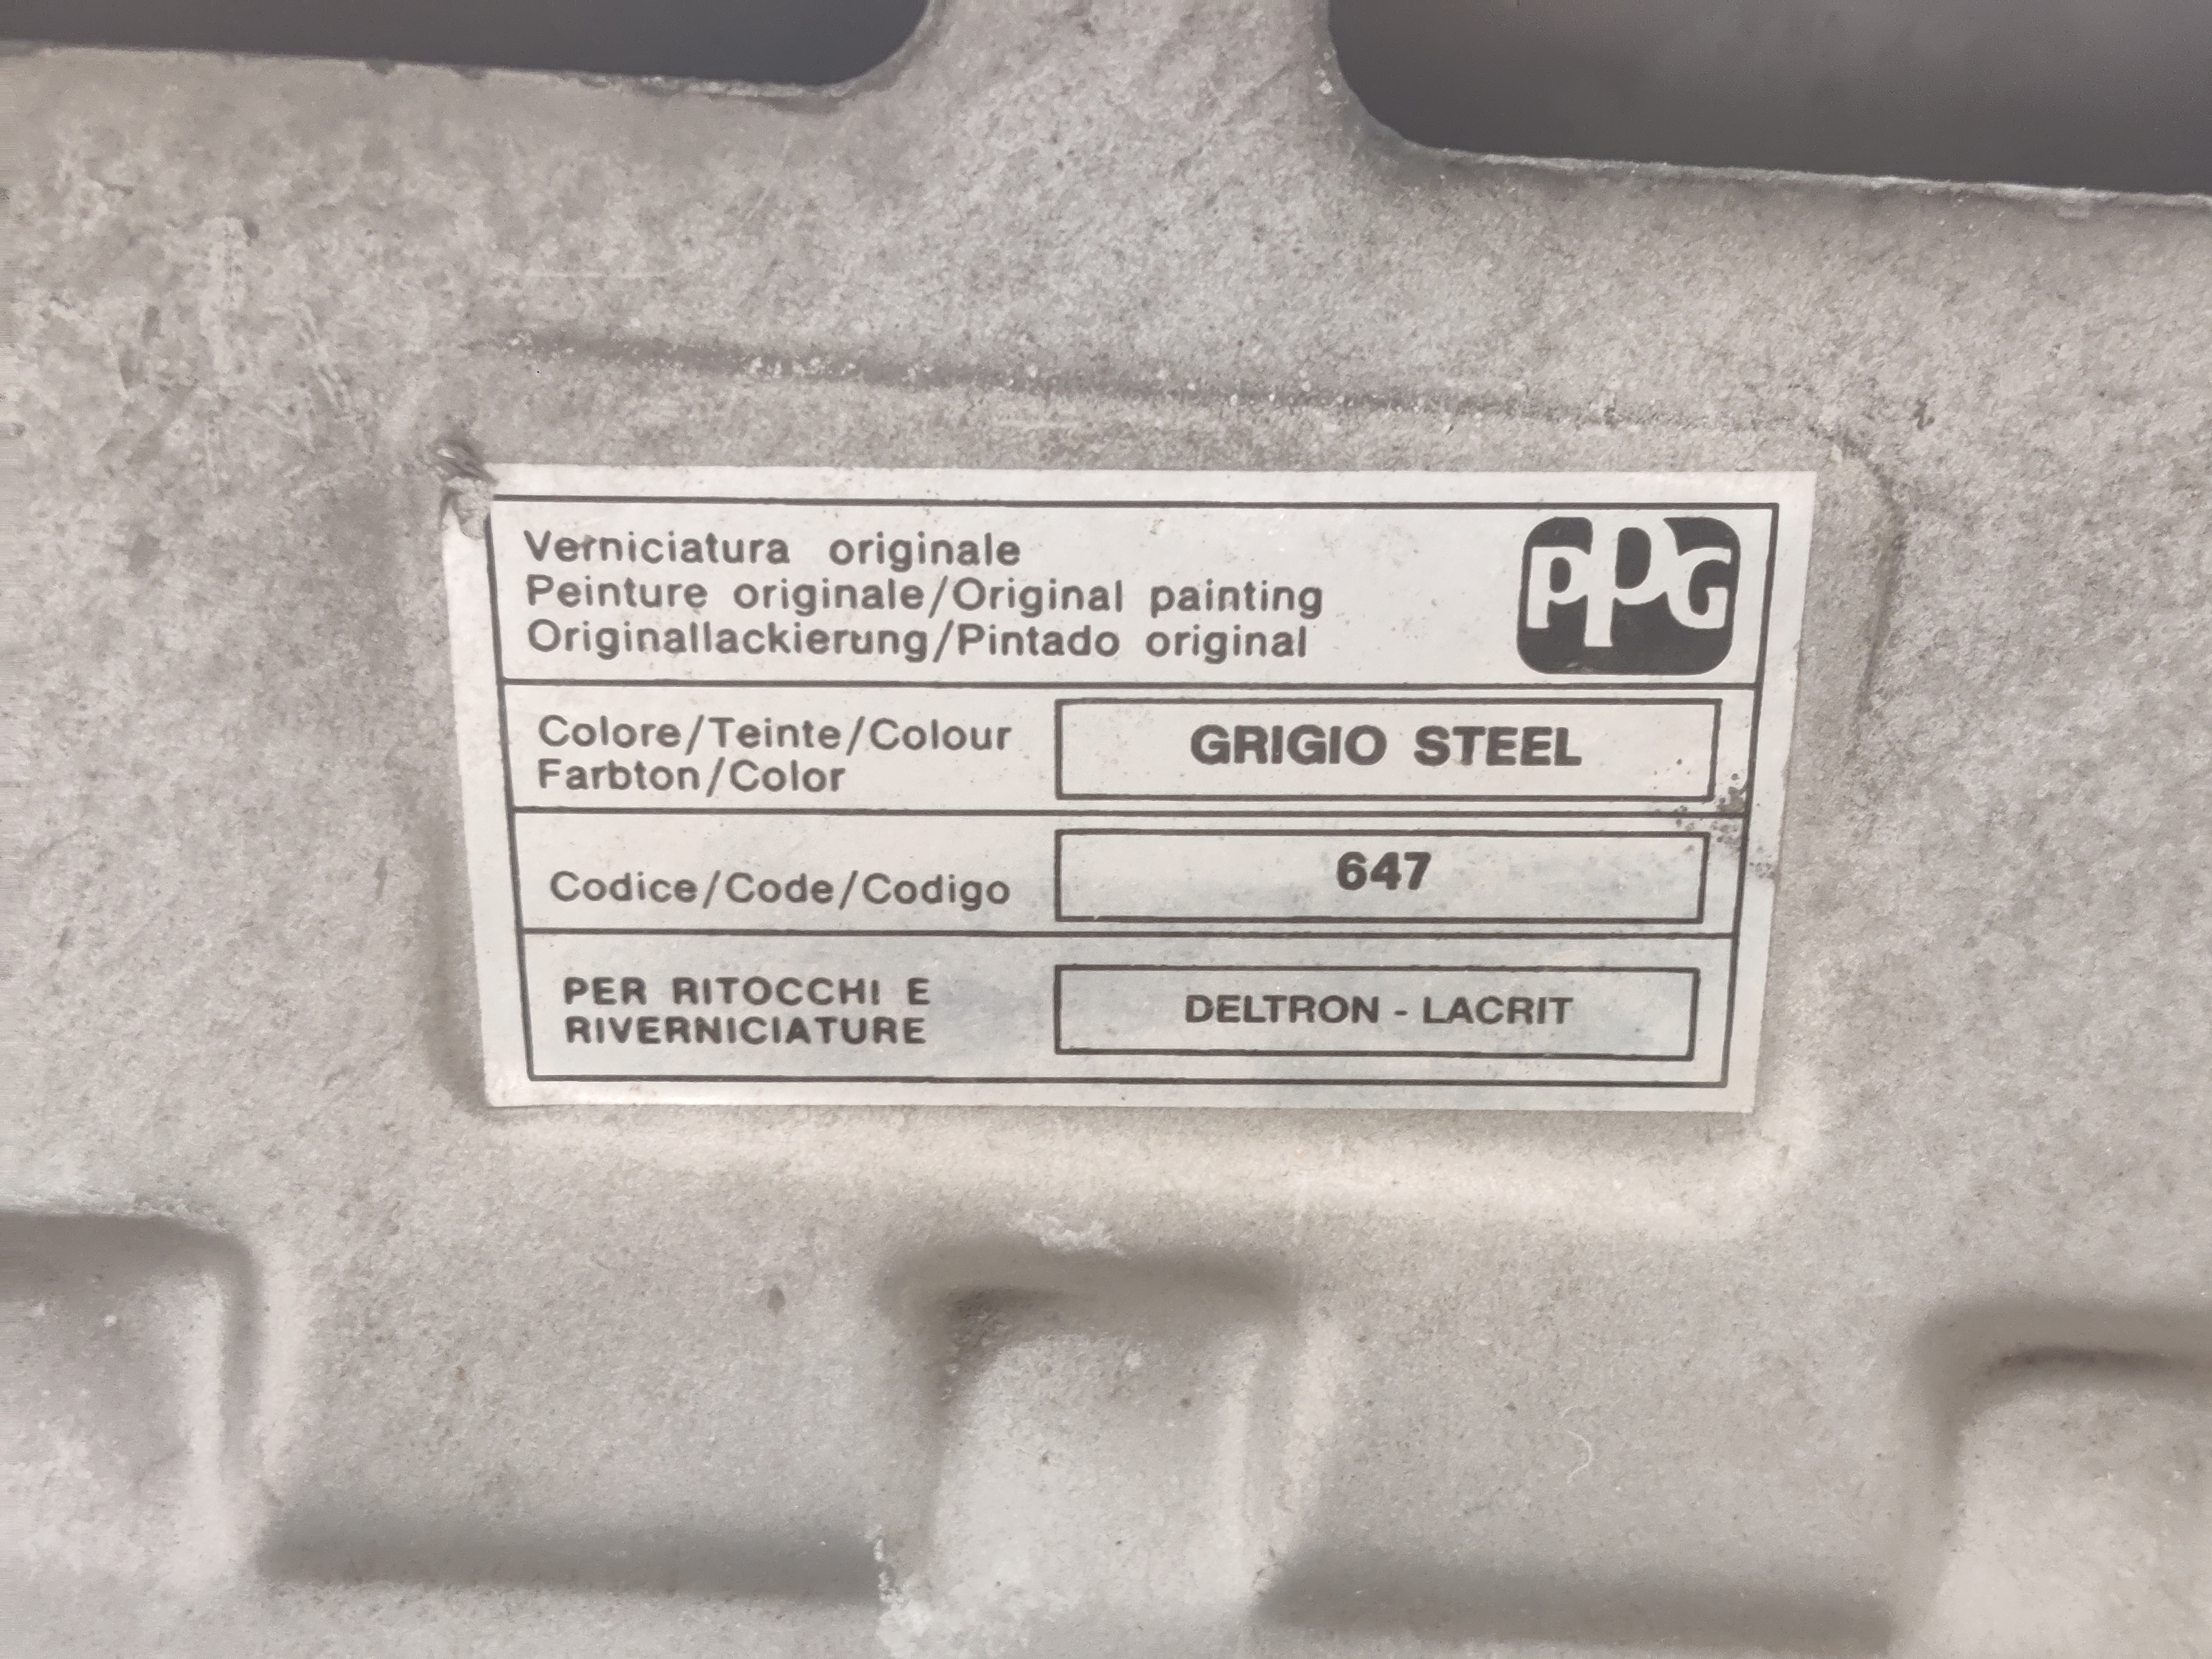 Verniciatura originale
PPG
Peinture originale/Original painting
Originallackierung/Pintado original
Colore/Teinte/Colour
Farbton/Color
GRIGIO STEEL
Codice/Code/Codigo
647
PER RITOCCHI E
RIVERNICIATURE
DELTRON - LACRIT